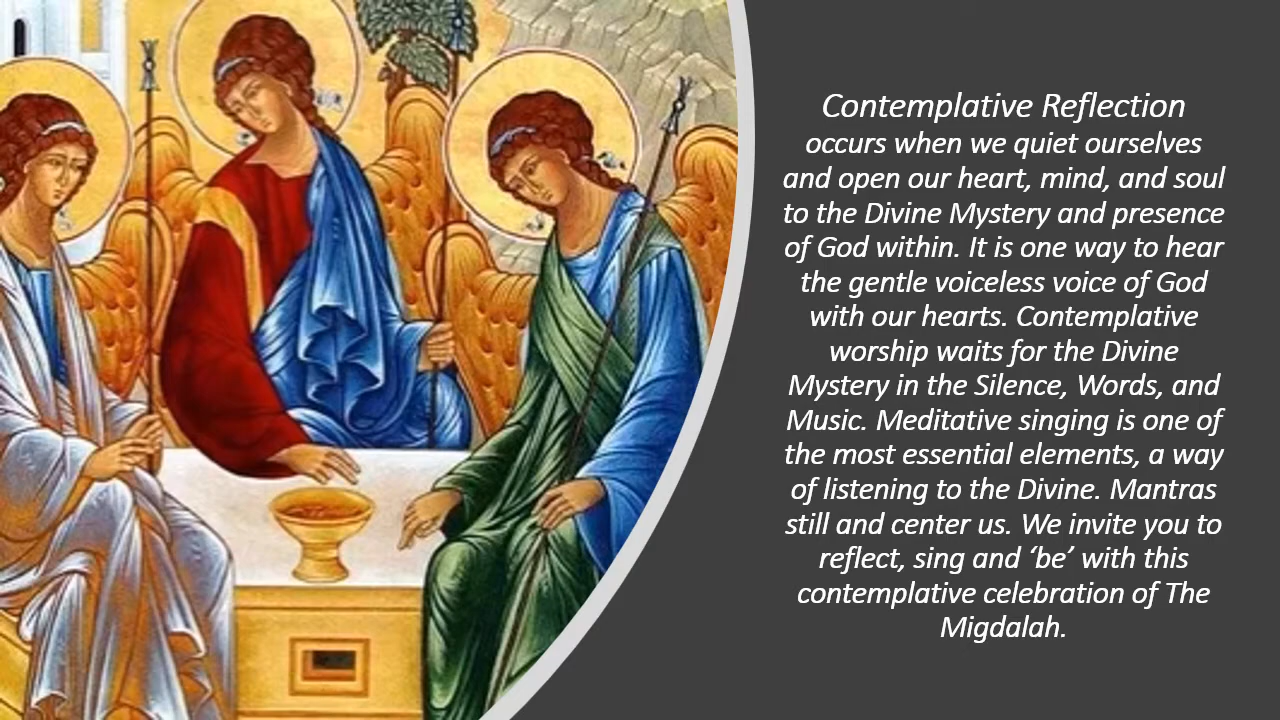 Contemplative Reflection
occurs when we quiet ourselves
and open our heart, mind, and soul
to the Divine Mystery and presence
of God within. It is one way to hear
the gentle voiceless voice of God
with our hearts. Contemplative
worship waits for the Divine
Mystery in the Silence, Words, and
Music. Meditative singing is one of
the most essential elements, a way
of listening to the Divine. Mantras
still and center us. We invite you to
reflect, sing and ‘be’ with this
contemplative celebration of The
Migdalah.